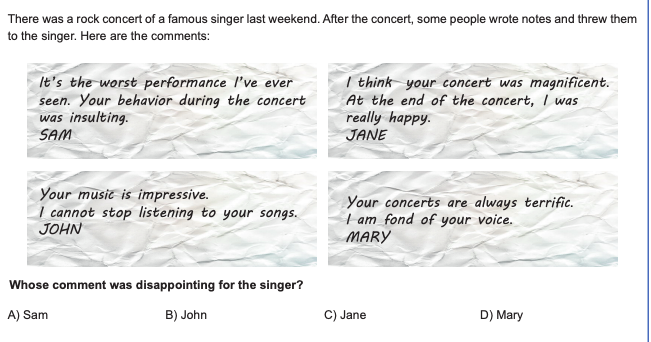 There was a rock concert of a famous singer last weekend. After the concert, some people wrote notes and threw them
to the singer. Here are the comments:
It's the worst performance I've ever
seen. Your behavior during the concert
was insulting.
SAM
I think your concert was magnificent.
At the end of the concert, I was
really happy.
JANE
Your music is impressive.
I cannot stop listening to your songs.
JOHN
Your concerts are always terrific.
I am fond of your voice.
MARY
Whose comment was disappointing for the singer?
A) Sam B) John C) Jane D) Mary